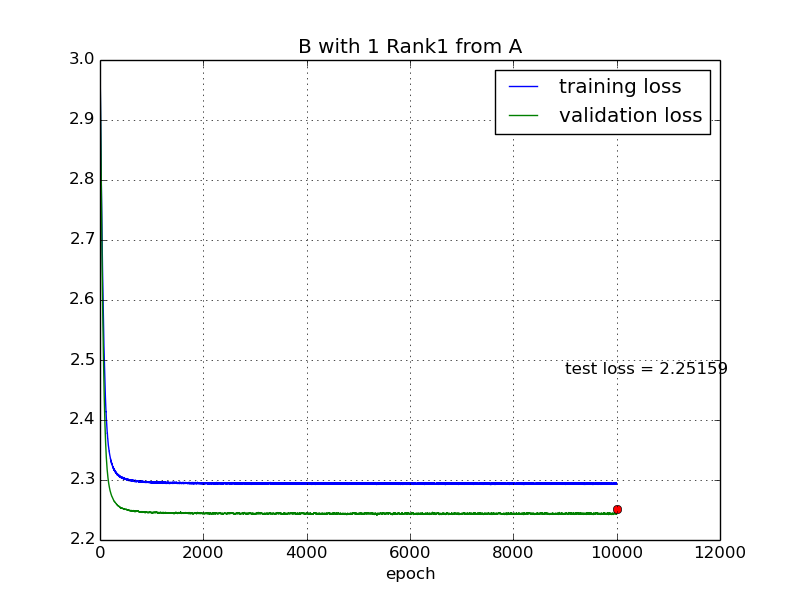 B with 1 Rank1 from A
3.0
2.9
2.8
2.7
2.6
2.5
2.4
2.3
2.2
training loss
validation loss
test loss = 2.25159
0 2000 4000 6000 8000 10000 12000
epoch